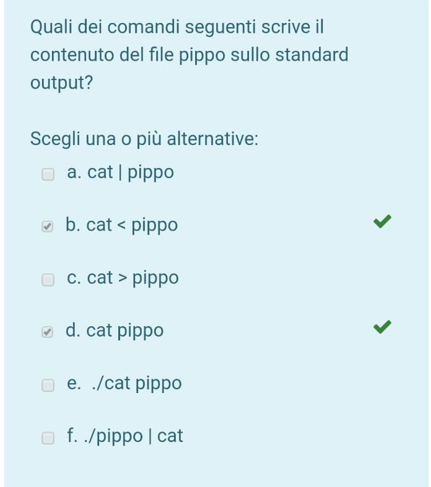 Quali dei comandi seguenti scrive il
contenuto del file pippo sullo standard
output?
Scegli una o più alternative:
a. cat | pippo
b. cat < pippo
c. cat > pippo
d. cat pippo
e. ./cat pippo
f. ./pippo | cat